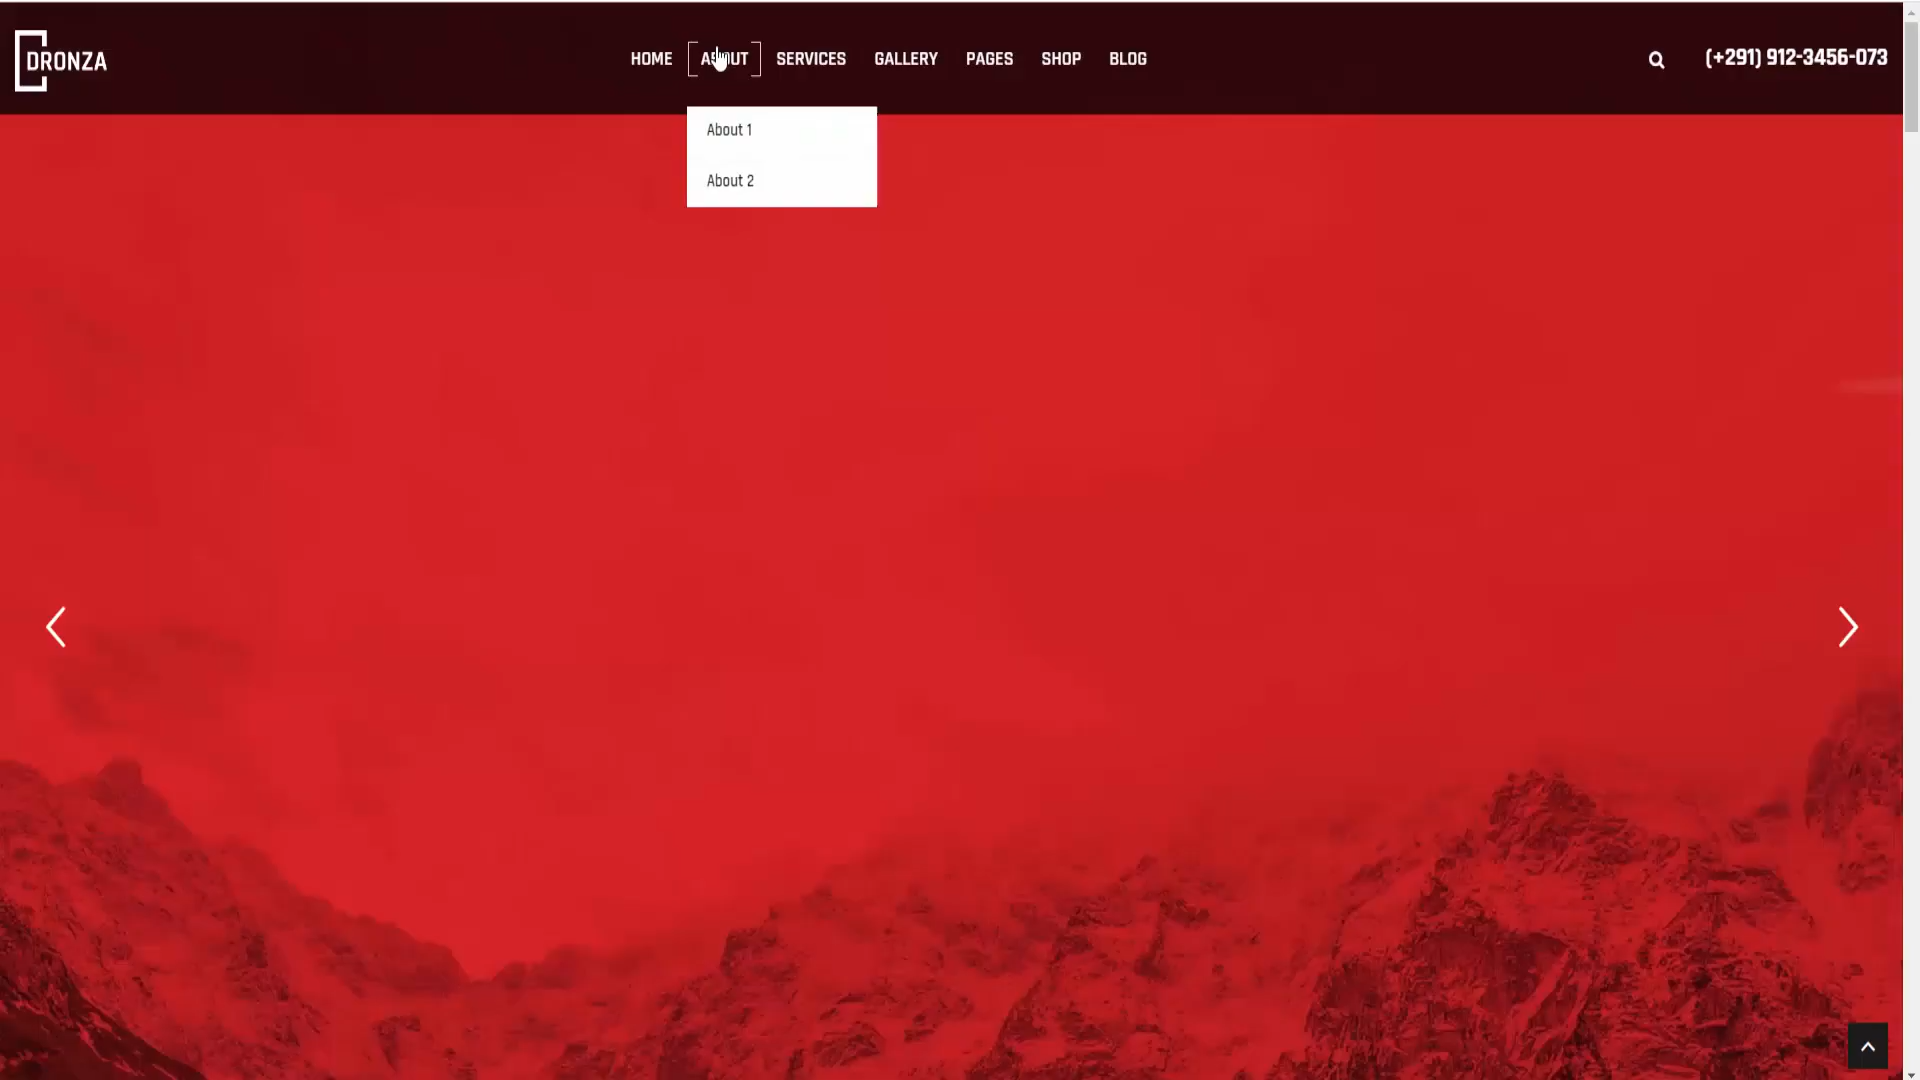 DRONZA
HOME ABOUT SERVICES GALLERY PAGES SHOP BLOG
(+291) 912-3456-073
About 1
About 2